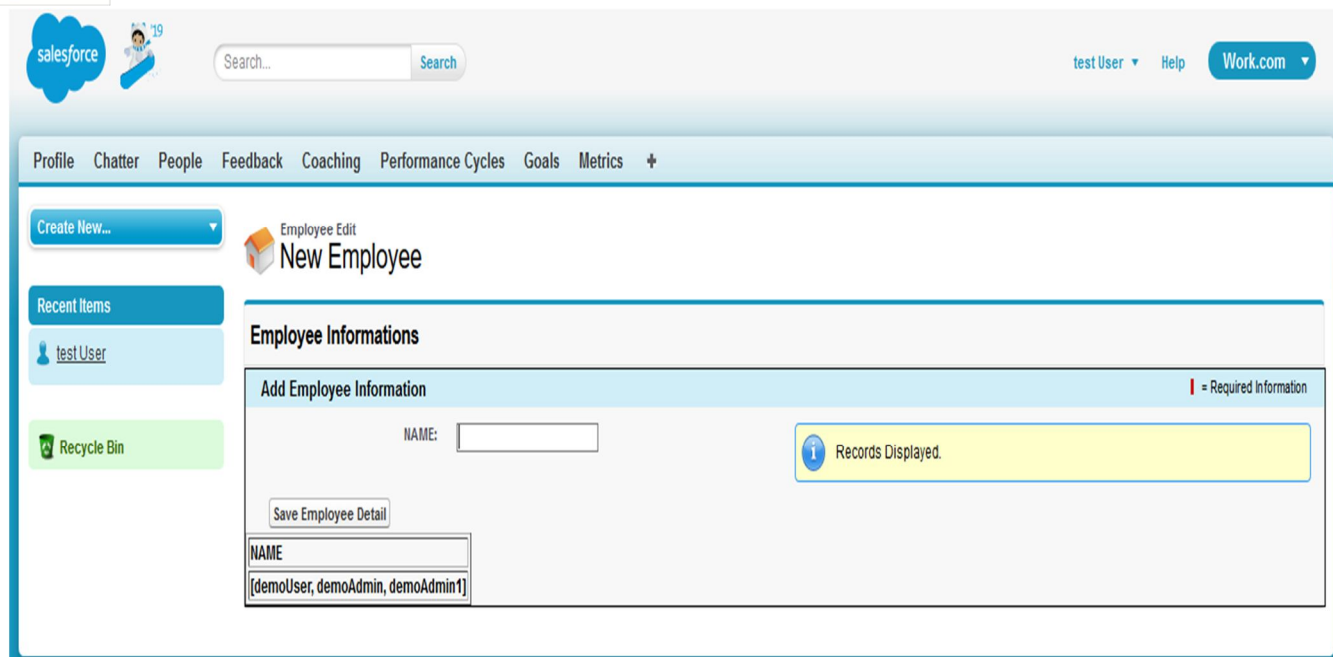 salesforce
'19
Search...
Search
test User
Help
Work.com
Profile Chatter People Feedback Coaching Performance Cycles Goals Metrics +
Create New...
Employee Edit
New Employee
Recent Items
test User
Recycle Bin
Employee Informations
Add Employee Information
= Required Information
NAME:
Records Displayed.
Save Employee Detail
NAME
[demoUser, demoAdmin, demoAdmin1]